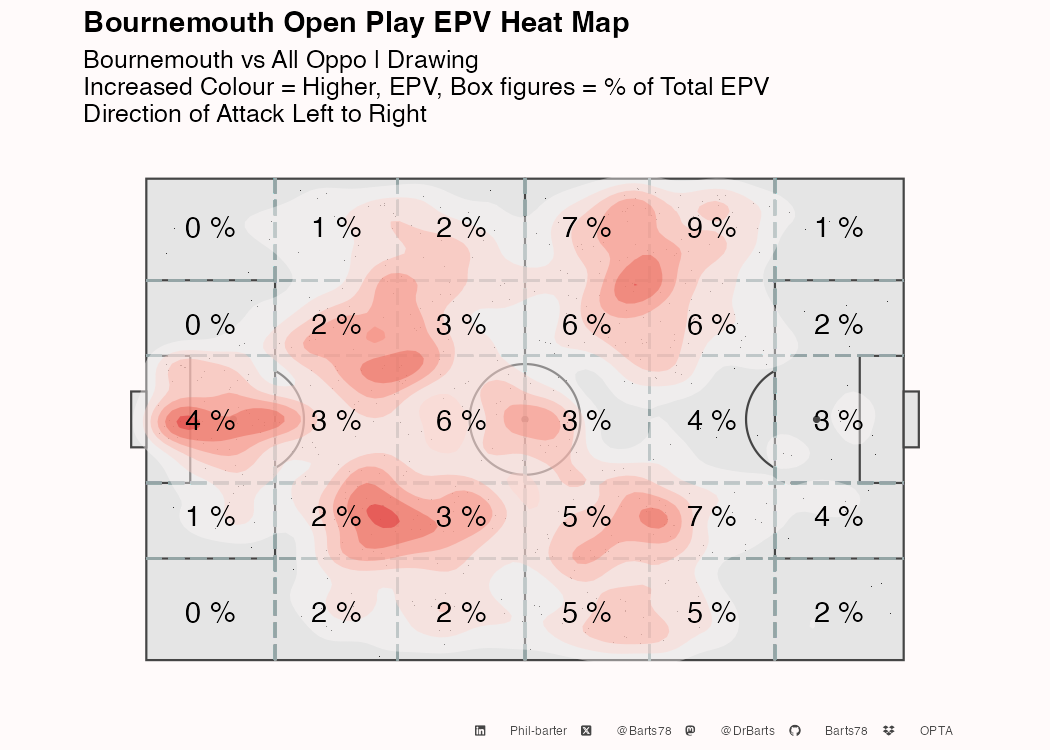 Bournemouth Open Play EPV Heat Map
Bournemouth vs All Oppo | Drawing
Increased Colour = Higher, EPV, Box figures = % of Total EPV
Direction of Attack Left to Right
0 % 1 % 2 % 7 % 9 % 1 %
0 % 2 % 3 % 6 % 6 % 2 %
4 % 3 % 6 % 3 % 4 % 8 %
1 % 2 % 3 % 5 % 7 % 4 %
0 % 2 % 2 % 5 % 5 % 2 %
Phil-barter @Barts78 @DrBarts Barts78 OPTA